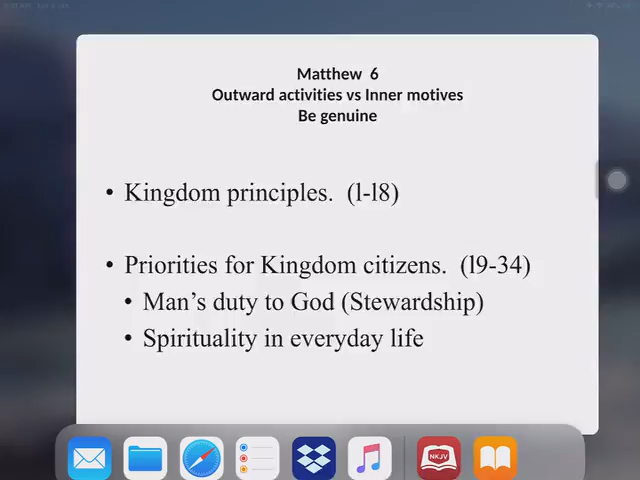 Matthew 6
Outward activities vs Inner motives
Be genuine
• Kingdom principles. (l-l8)
• Priorities for Kingdom citizens. (l9-34)
• Man’s duty to God (Stewardship)
• Spirituality in everyday life
NKJV